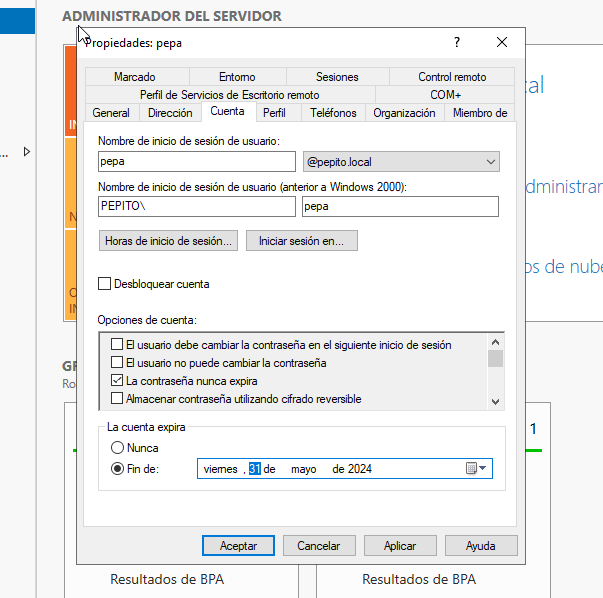 ADMINISTRADOR DEL SERVIDOR
Propiedades: pepa
?
Marcado Entorno Sesiones Control remoto
Perfil de Servicios de Escritorio remoto COM+
General Dirección Cuenta Perfil Teléfonos Organización Miembro de
Nombre de inicio de sesión de usuario:
pepa @pepito.local
Nombre de inicio de sesión de usuario (anterior a Windows 2000):
PEPITO\ pepa
Horas de inicio de sesión... Iniciar sesión en...
Desbloquear cuenta
Opciones de cuenta:
El usuario debe cambiar la contraseña en el siguiente inicio de sesión
El usuario no puede cambiar la contraseña
La contraseña nunca expira
Almacenar contraseña utilizando cifrado reversible
La cuenta expira
Nunca
Fin de: viernes , 31 de mayo de 2024
Aceptar Cancelar Aplicar Ayuda
...
cal
dministrar
os de nube
1
Resultados de BPA Resultados de BPA